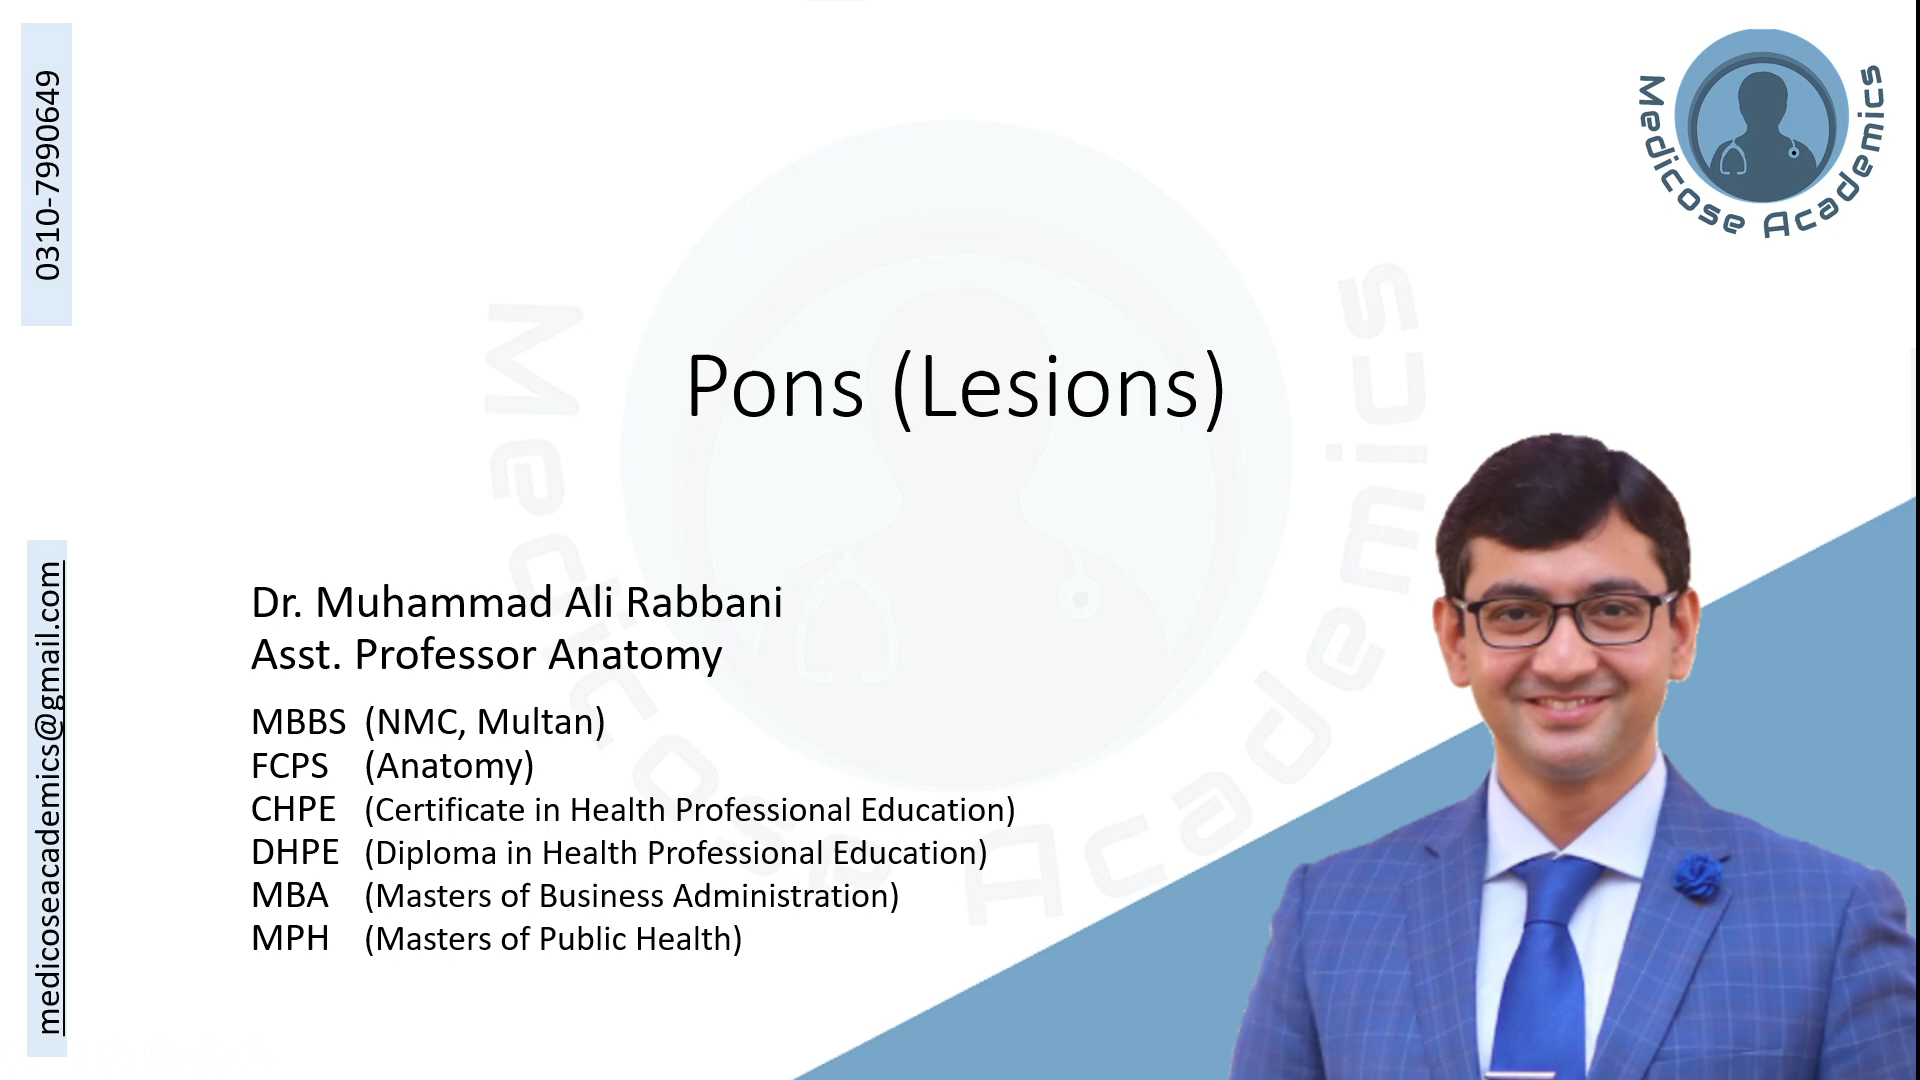 0310-7990649
medicoseacademics@gmail.com
Medicose Academics
Pons (Lesions)
Medicose Academics
Dr. Muhammad Ali Rabbani
Asst. Professor Anatomy
MBBS (NMC, Multan)
FCPS (Anatomy)
CHPE (Certificate in Health Professional Education)
DHPE (Diploma in Health Professional Education)
MBA (Masters of Business Administration)
MPH (Masters of Public Health)